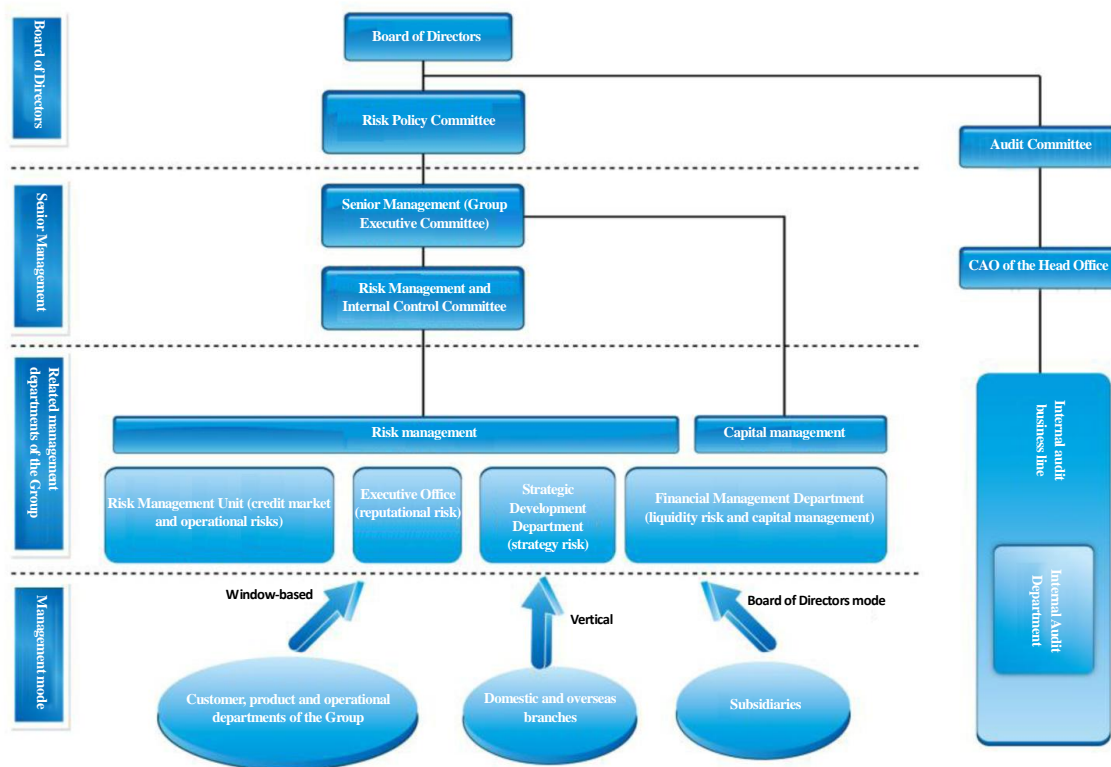 Board of
Directors
Board of Directors
Risk Policy Committee
Audit Committee
Senior Management
Senior Management (Group
Executive Committee)
CAO of the Head Office
Risk Management and
Internal Control Committee
Related management
departments of the Group
Risk management
Capital management
Risk Management Unit (credit market
and operational risks)
Executive Office
(reputational risk)
Strategic
Development
Department
(strategy risk)
Financial Management Department
(liquidity risk and capital management)
Internal audit
business line
Internal Audit
Department
Management
mode
Window-based
Vertical
Board of Directors mode
Customer, product and operational
departments of the Group
Domestic and overseas
branches
Subsidiaries